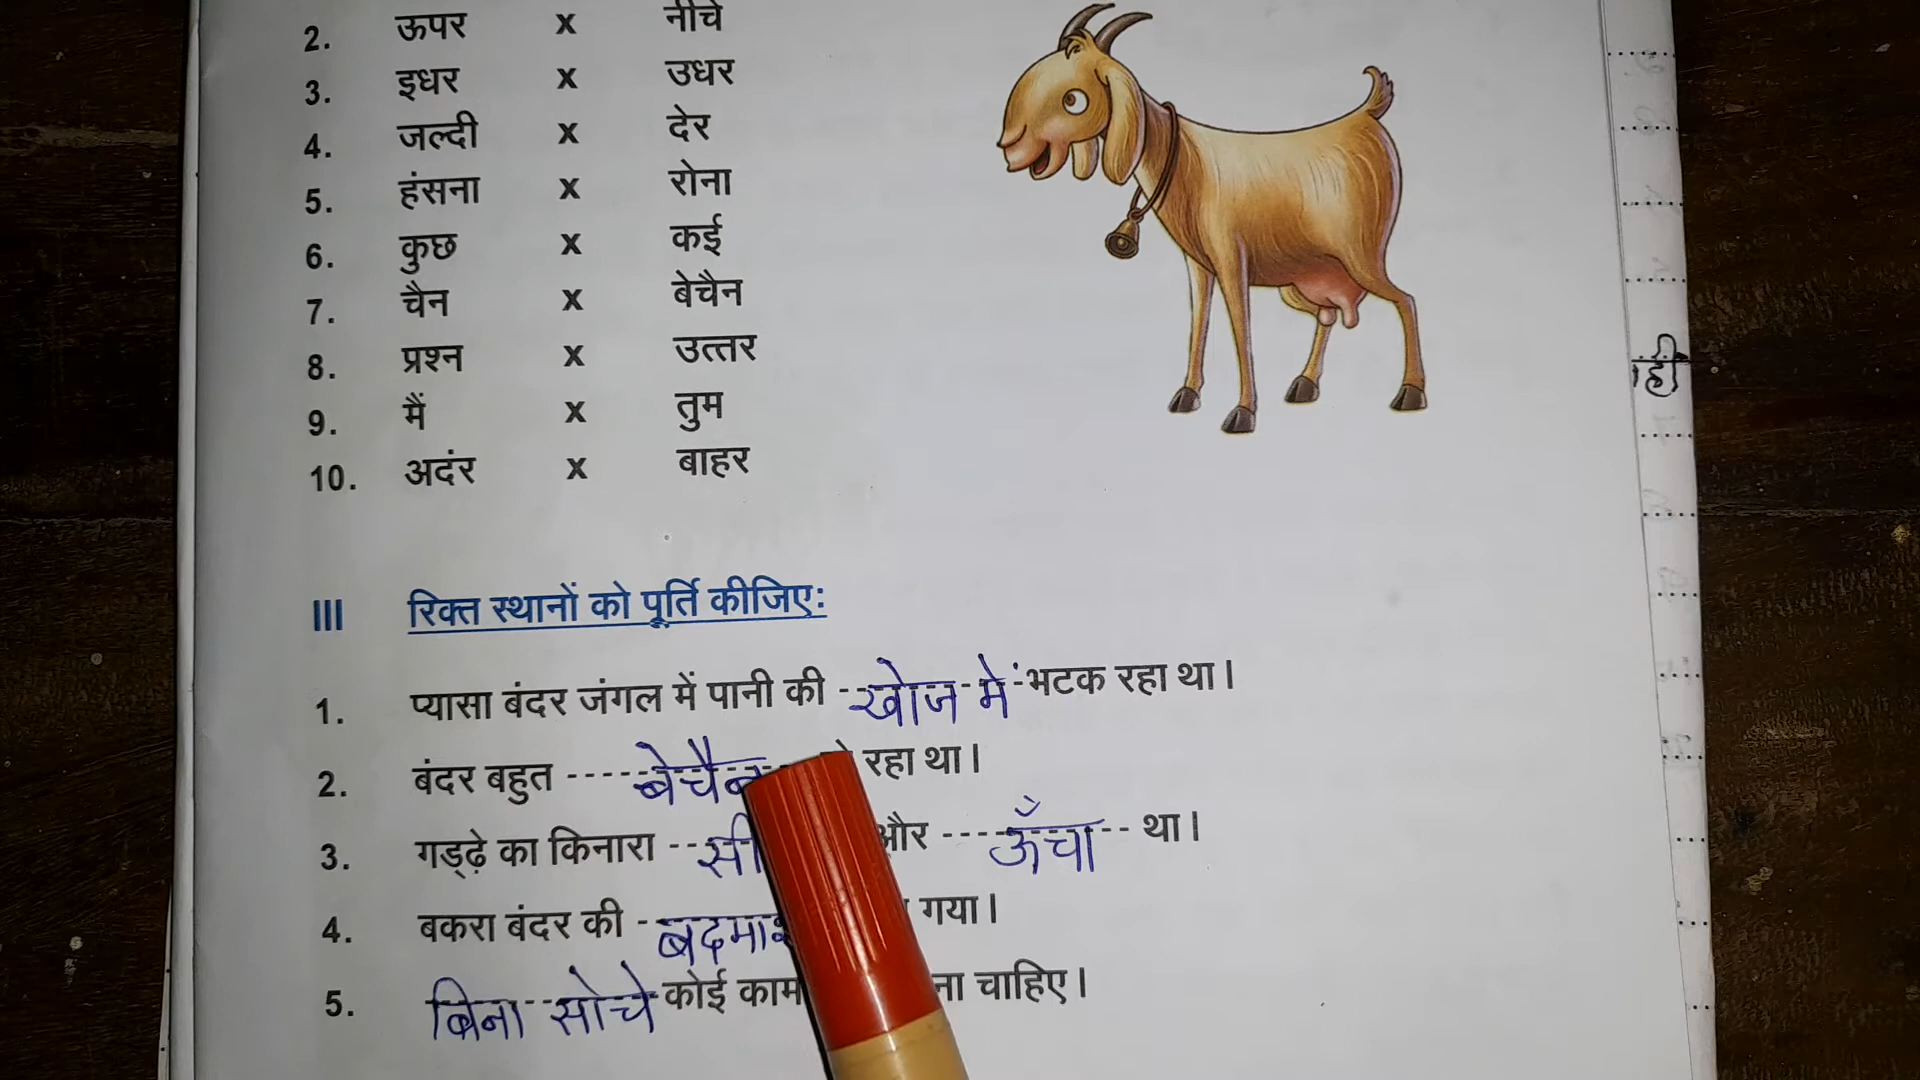 2. ऊपर x नीचे
3. इधर x उधर
4. जल्दी x देर
5. हंसना x रोना
6. कुछ x कई
7. चैन x बेचैन
8. प्रश्न x उत्तर
9. मैं x तुम
10. अदंर x बाहर
ही
III रिक्त स्थानों को पूर्ति कीजिए:
1. प्यासा बंदर जंगल में पानी की खोज में भटक रहा था।
2. बंदर बहुत बेचैन रहा था।
3. गड्ढ़े का किनारा और ऊँचा था।
4. बकरा बंदर की गया।
5. बिना सोचे कोई काम चाहिए।